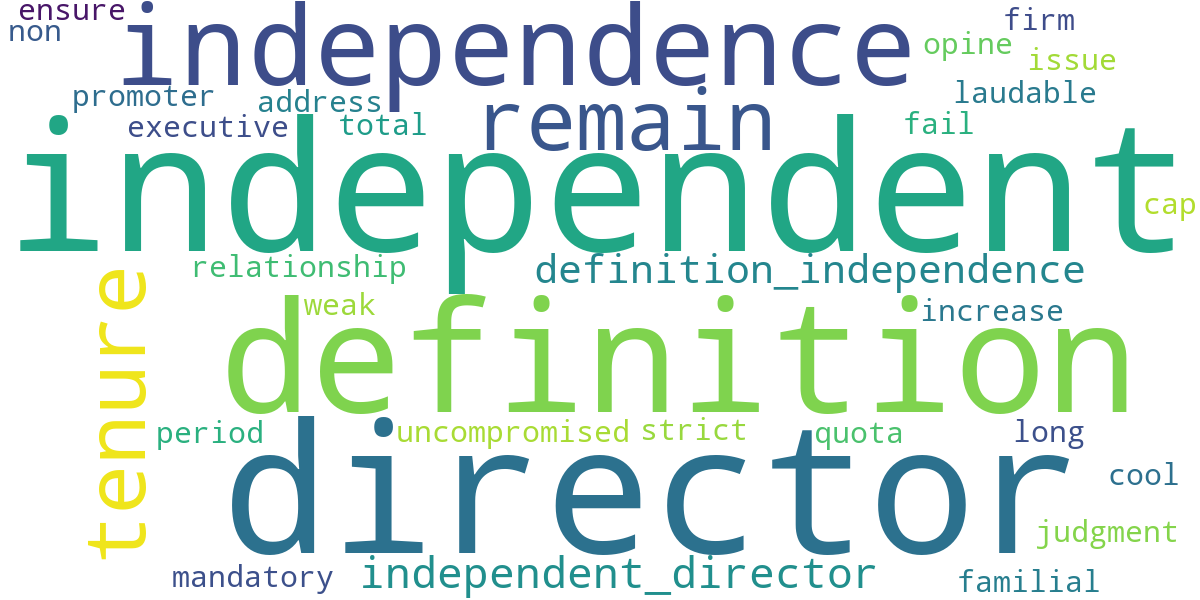 ensure
independence
firm
non
opine
issue
promoter
address
remain
laudable
executive
total
fail
independent
cap
relationship
definition_independence
tenure
weak
increase
definition
period
uncompromised
strict
quota
long
director
cool
judgment
mandatory
independent_director
familial